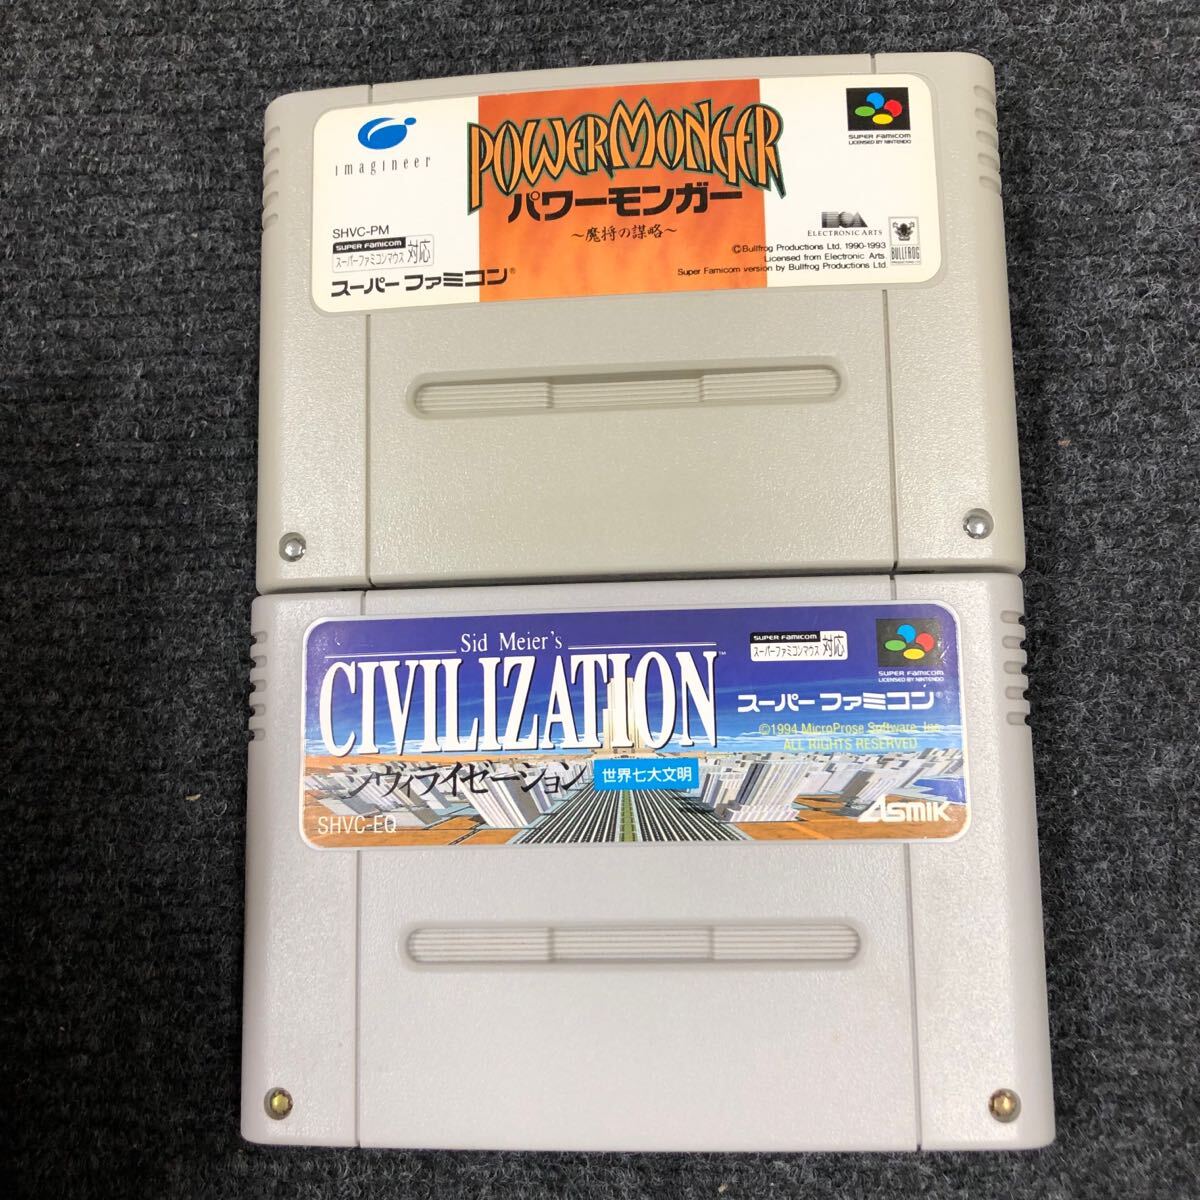 imagineer
POWERMONGER
パワーモンガー
~魔将の謀略~
SUPER FAMICOM
LICENSED BY NINTENDO
SHVC-PM
SUPER FAMICOM
スーパーファミコンマウス
対応
スーパーファミコン®
ELECTRONIC ARTS
©Bullfrog Productions Ltd, 1990-1993
Licensed from Electronic Arts.
Super Famicom version by Bullfrog Productions Ltd.
BULLFROG
Sid Meier's
CIVILIZATION™
シヴィライゼーション
世界七大文明
SHVC-EQ
SUPER FAMICOM
スーパーファミコンマウス
対応
SUPER FAMICOM
LICENSED BY NINTENDO
スーパーファミコン
©1994 MicroProse Software, Inc.
ALL RIGHTS RESERVED
ASMIK